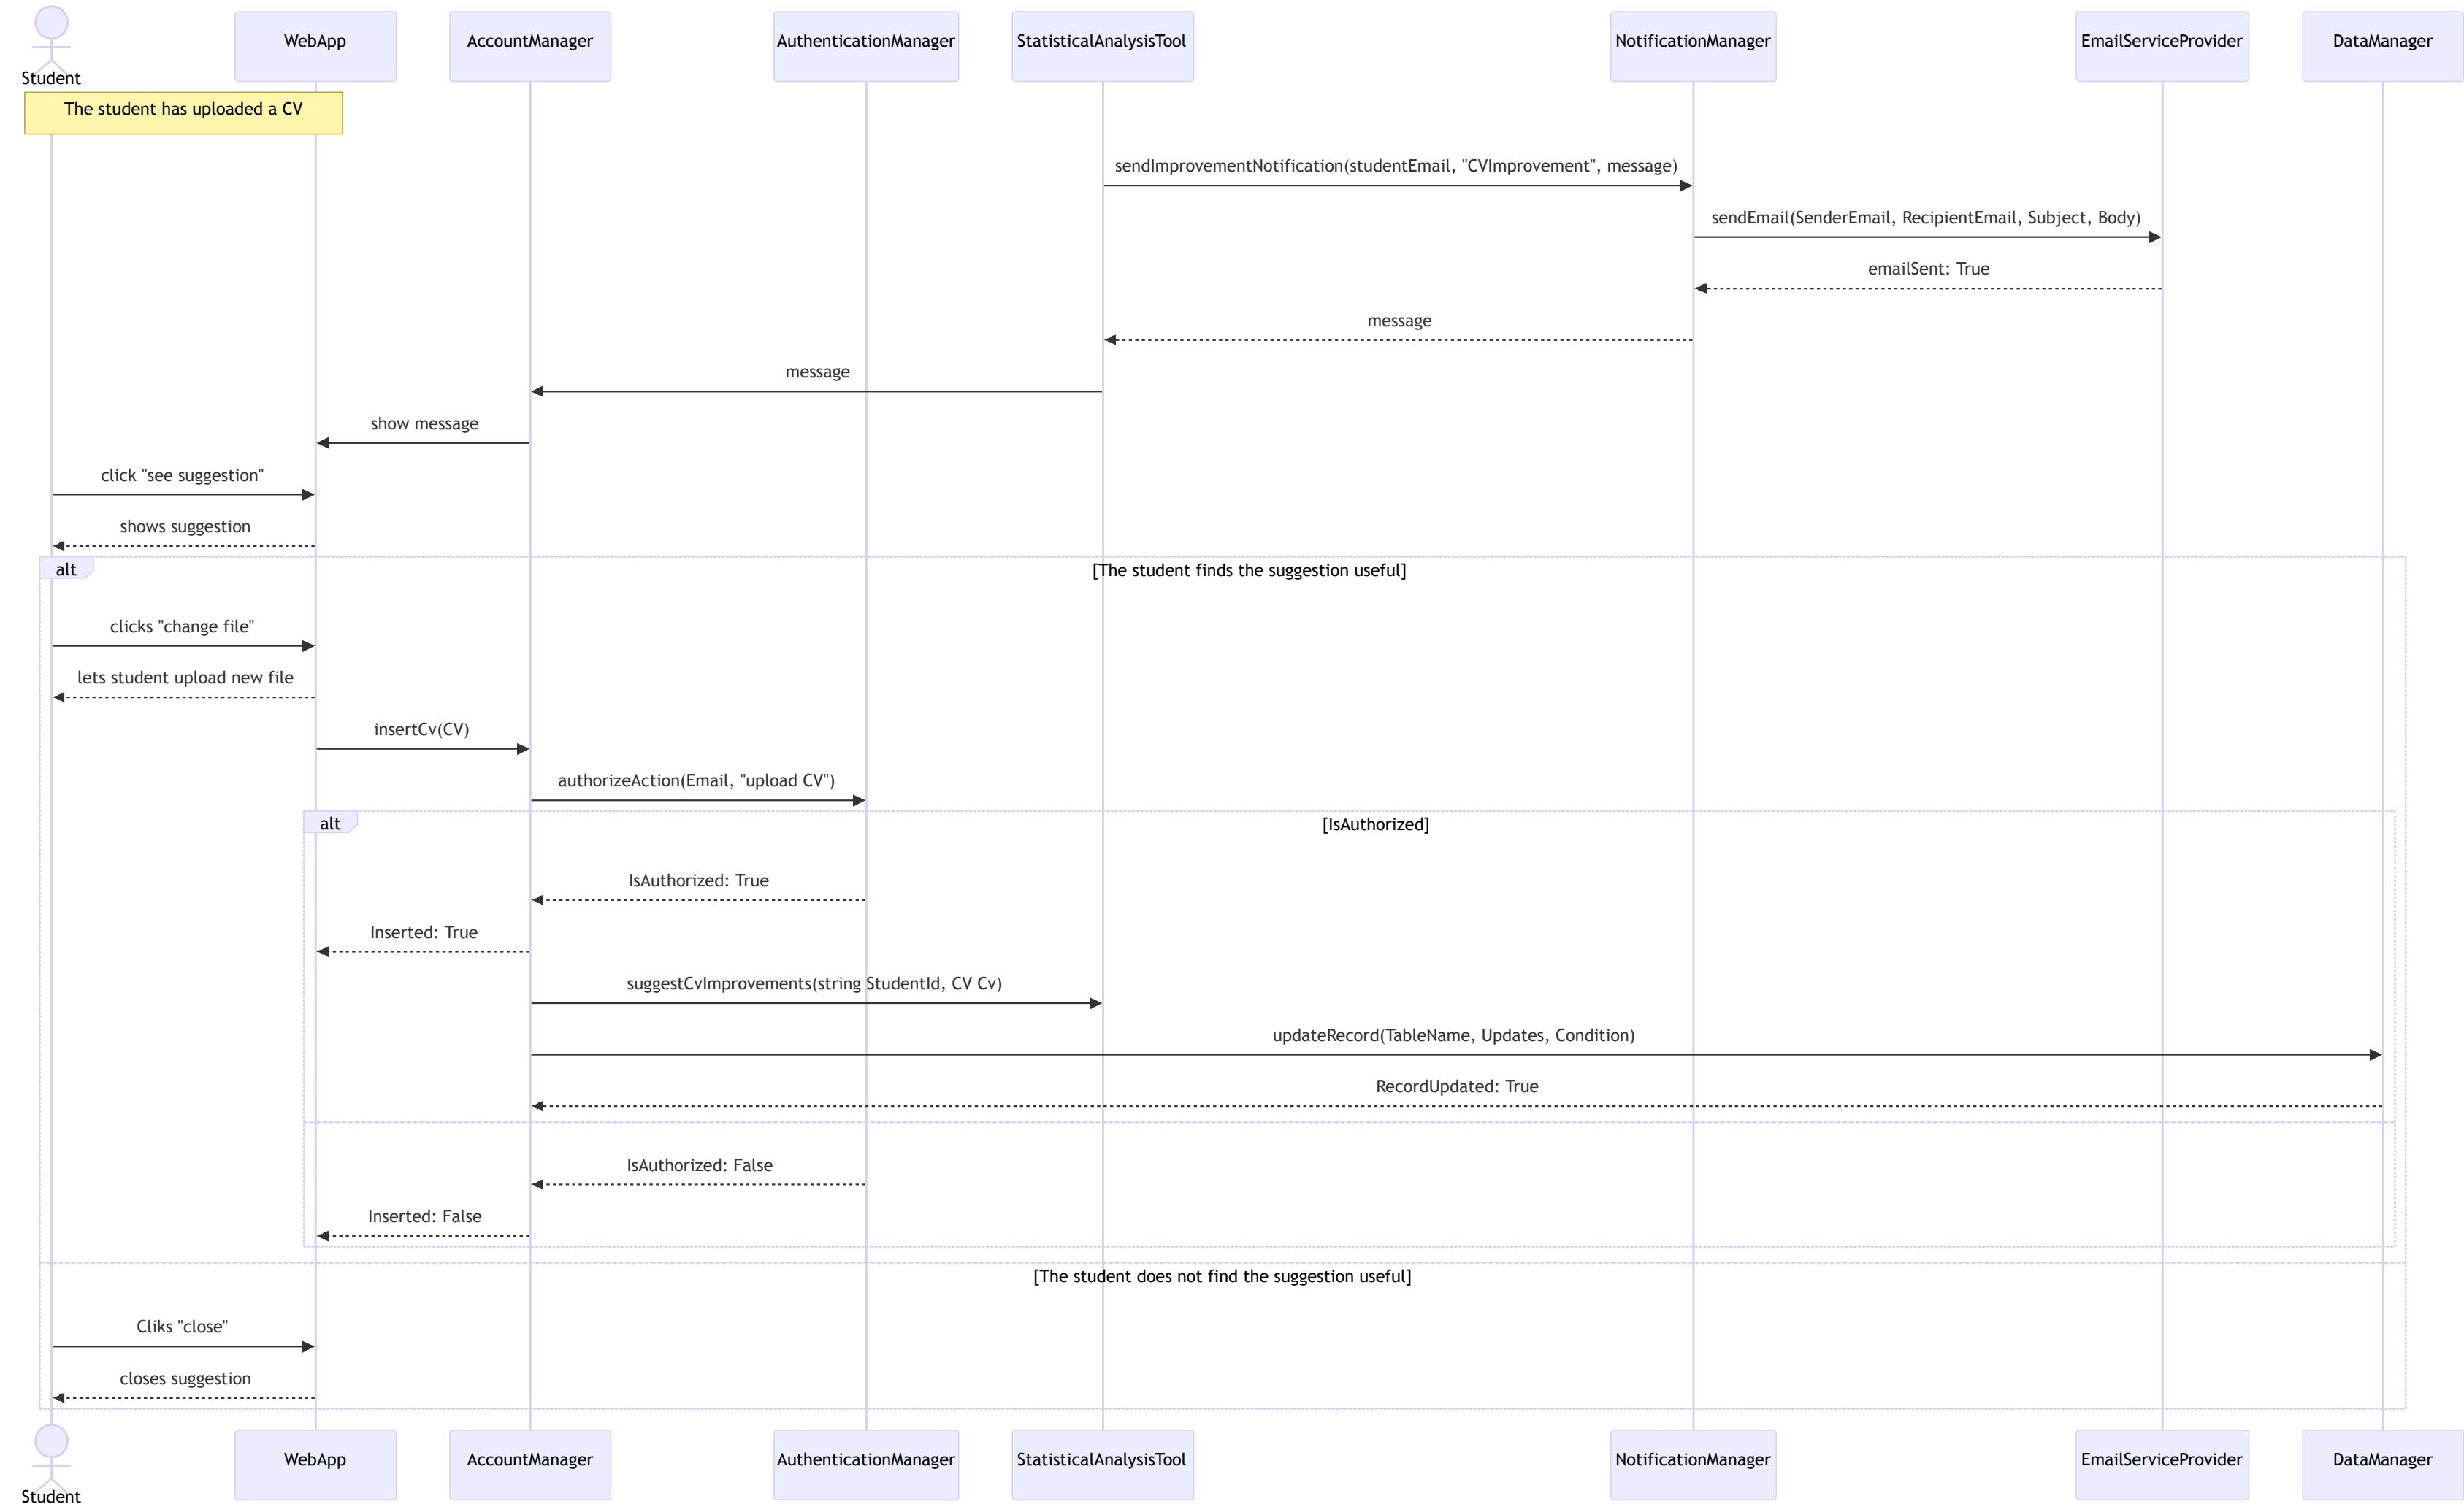 Student
WebApp
AccountManager
AuthenticationManager
StatisticalAnalysisTool
NotificationManager
EmailServiceProvider
DataManager
The student has uploaded a CV
sendImprovementNotification(studentEmail, "CVImprovement", message)
sendEmail(SenderEmail, RecipientEmail, Subject, Body)
emailSent: True
message
message
show message
click "see suggestion"
shows suggestion
alt
[The student finds the suggestion useful]
clicks "change file"
lets student upload new file
insertCv(CV)
authorizeAction(Email, "upload CV")
alt
[IsAuthorized]
IsAuthorized: True
Inserted: True
suggestCvImprovements(string StudentId, CV Cv)
updateRecord(TableName, Updates, Condition)
RecordUpdated: True
IsAuthorized: False
Inserted: False
[The student does not find the suggestion useful]
Cliks "close"
closes suggestion
Student
WebApp
AccountManager
AuthenticationManager
StatisticalAnalysisTool
NotificationManager
EmailServiceProvider
DataManager